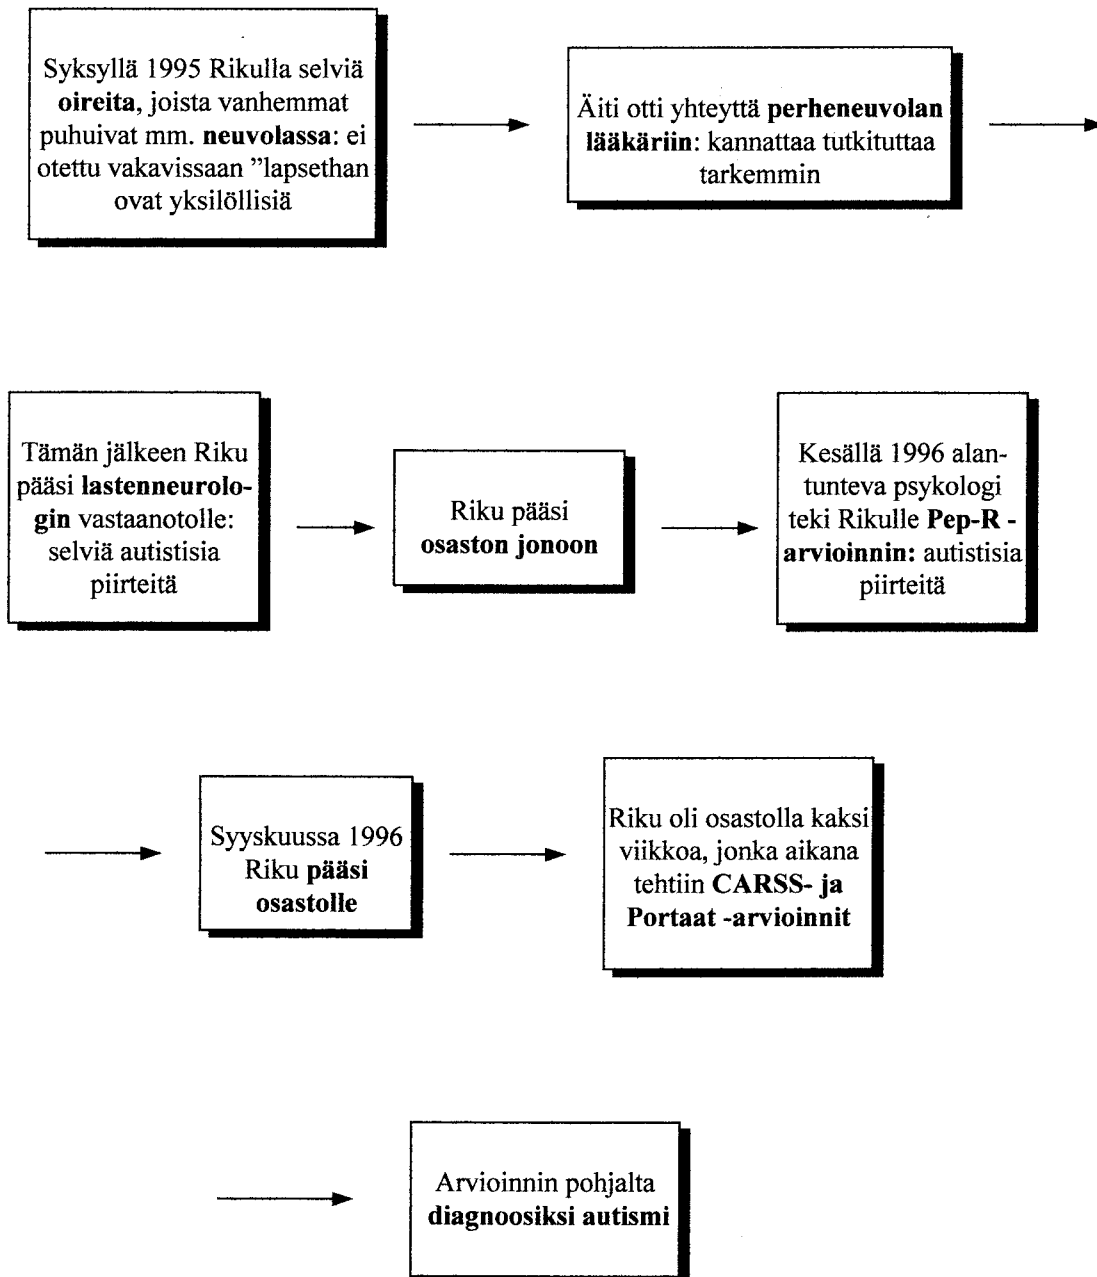 Syksyllä 1995 Rikulla selviä
oireita, joista vanhemmat
puhuivat mm. neuvolassa: ei
otettu vakavissaan ”lapsethan
ovat yksilöllisiä
Äiti otti yhteyttä perheneuvolan
lääkäriin: kannattaa tutkituttaa
tarkemmin
Tämän jälkeen Riku
pääsi lastenneurolo-
gin vastaanotolle:
selviä autistisia
piirteitä
Riku pääsi
osaston jonoon
Kesällä 1996 alan-
tunteva psykologi
teki Rikulle Pep-R -
arvioinnin: autistisia
piirteitä
Syyskuussa 1996
Riku pääsi
osastolle
Riku oli osastolla kaksi
viikkoa, jonka aikana
tehtiin CARSS- ja
Portaat -arvioinnit
Arvioinnin pohjalta
diagnoosiksi autismi